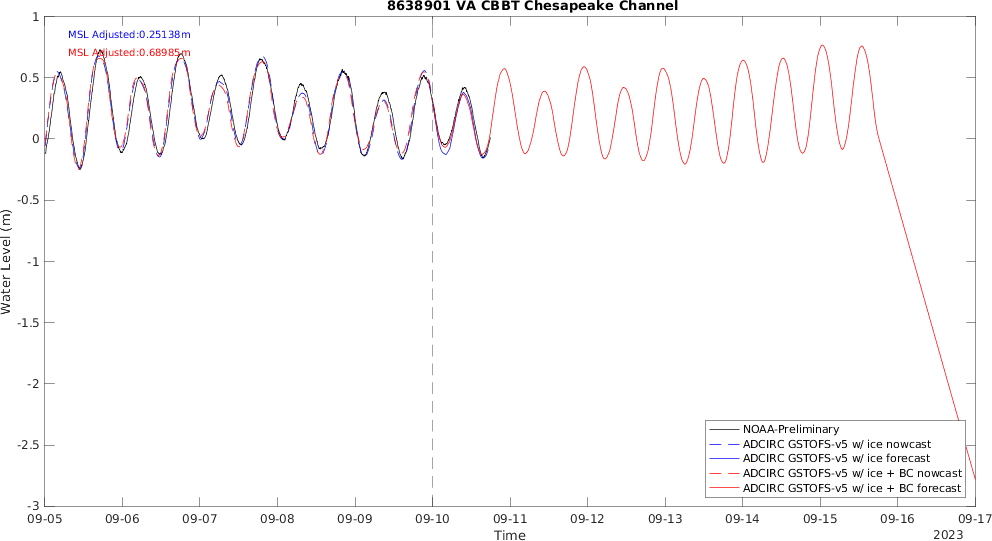 8638901 VA CBBT Chesapeake Channel
MSL Adjusted:0.25138m
MSL Adjusted:0.68985m
1
0.5
0
-0.5
-1
-1.5
-2
-2.5
-3
Water Level (m)
NOAA-Preliminary
ADCIRC GSTOFS-v5 w/ ice nowcast
ADCIRC GSTOFS-v5 w/ ice forecast
ADCIRC GSTOFS-v5 w/ ice + BC nowcast
ADCIRC GSTOFS-v5 w/ ice + BC forecast
09-05 09-06 09-07 09-08 09-09 09-10 09-11 09-12 09-13 09-14 09-15 09-16 09-17
Time
2023